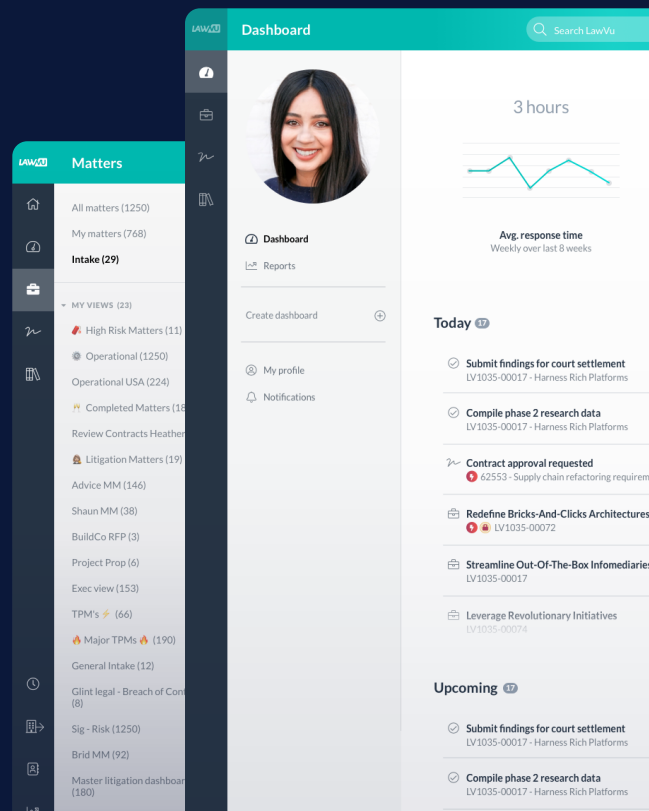 LAWVU
Dashboard
Search LawVu
3 hours
Avg. response time
Weekly over last 8 weeks
Dashboard
Reports
Create dashboard
My profile
Notifications
Today 17
Submit findings for court settlement
LV1035-00017 - Harness Rich Platforms
Compile phase 2 research data
LV1035-00017 - Harness Rich Platforms
Contract approval requested
62553 - Supply chain refactoring requirem
Redefine Bricks-And-Clicks Architectures
LV1035-00072
Streamline Out-Of-The-Box Infomediaries
LV1035-00017
Leverage Revolutionary Initiatives
LV1035-00074
Upcoming 17
Submit findings for court settlement
LV1035-00017 - Harness Rich Platforms
Compile phase 2 research data
LV1035-00017 - Harness Rich Platforms
LAWVU
Matters
All matters (1250)
My matters (768)
Intake (29)
MY VIEWS (23)
High Risk Matters (11)
Operational (1250)
Operational USA (224)
Completed Matters (18
Review Contracts Heather
Litigation Matters (19)
Advice MM (146)
Shaun MM (38)
BuildCo RFP (3)
Project Prop (6)
Exec view (153)
TPM's ⚡ (66)
🔥 Major TPMs 🔥 (190)
General Intake (12)
Glint legal - Breach of Cont
(8)
Sig - Risk (1250)
Brid MM (92)
Master litigation dashboar
(180)